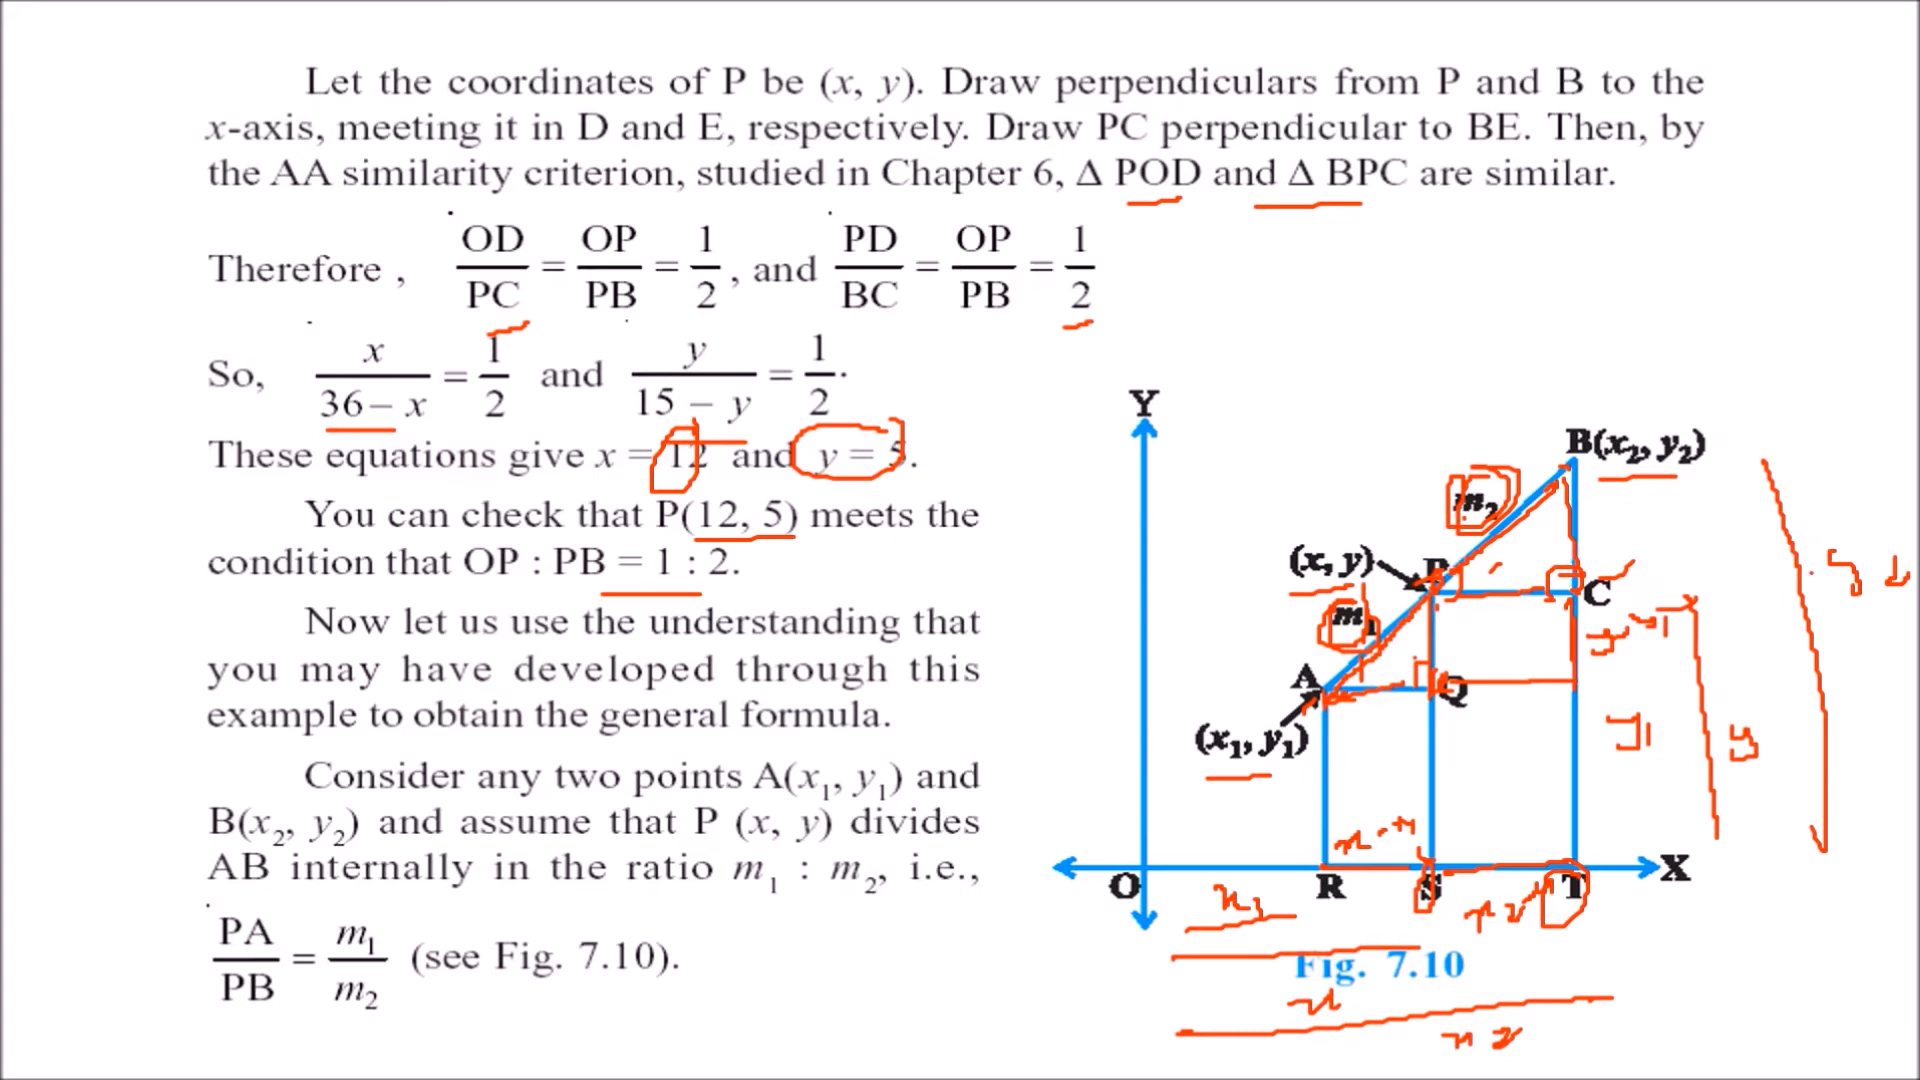 Let the coordinates of P be (x, y). Draw perpendiculars from P and B to the
x-axis, meeting it in D and E, respectively. Draw PC perpendicular to BE. Then, by
the AA similarity criterion, studied in Chapter 6, Δ POD and Δ BPC are similar.
Therefore , OD/PC = OP/PB = 1/2, and PD/BC = OP/PB = 1/2
So, x/(36 – x) = 1/2 and y/(15 – y) = 1/2.
These equations give x = 12 and y = 5.
You can check that P(12, 5) meets the
condition that OP : PB = 1 : 2.
Now let us use the understanding that
you may have developed through this
example to obtain the general formula.
Consider any two points A(x₁, y₁) and
B(x₂, y₂) and assume that P (x, y) divides
AB internally in the ratio m₁ : m₂, i.e.,
PA/PB = m₁/m₂ (see Fig. 7.10).
Y
B(x₂, y₂)
m₂
(x, y)
P
C
m₁
A
Q
(x₁, y₁)
y₁
y
O
R
S
T
X
Fig. 7.10